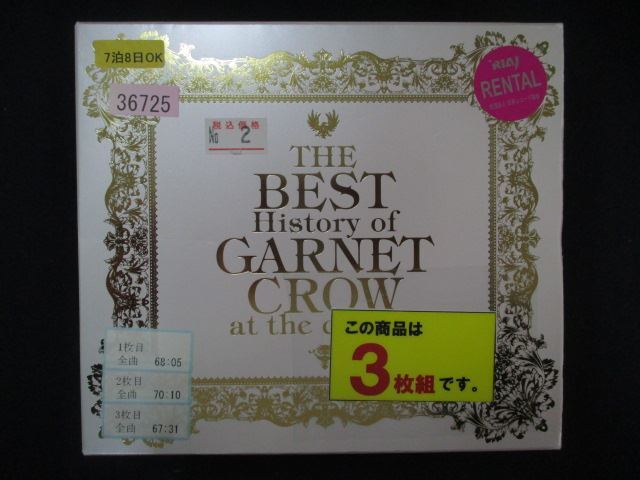 7泊8日OK
36725
税込価格
No 2
RIAJ
RENTAL
THE
BEST
History of
GARNET
CROW
at the
この商品は
3枚組です。
1枚目
全曲 68:05
2枚目
全曲 70:10
3枚目
全曲 67:31